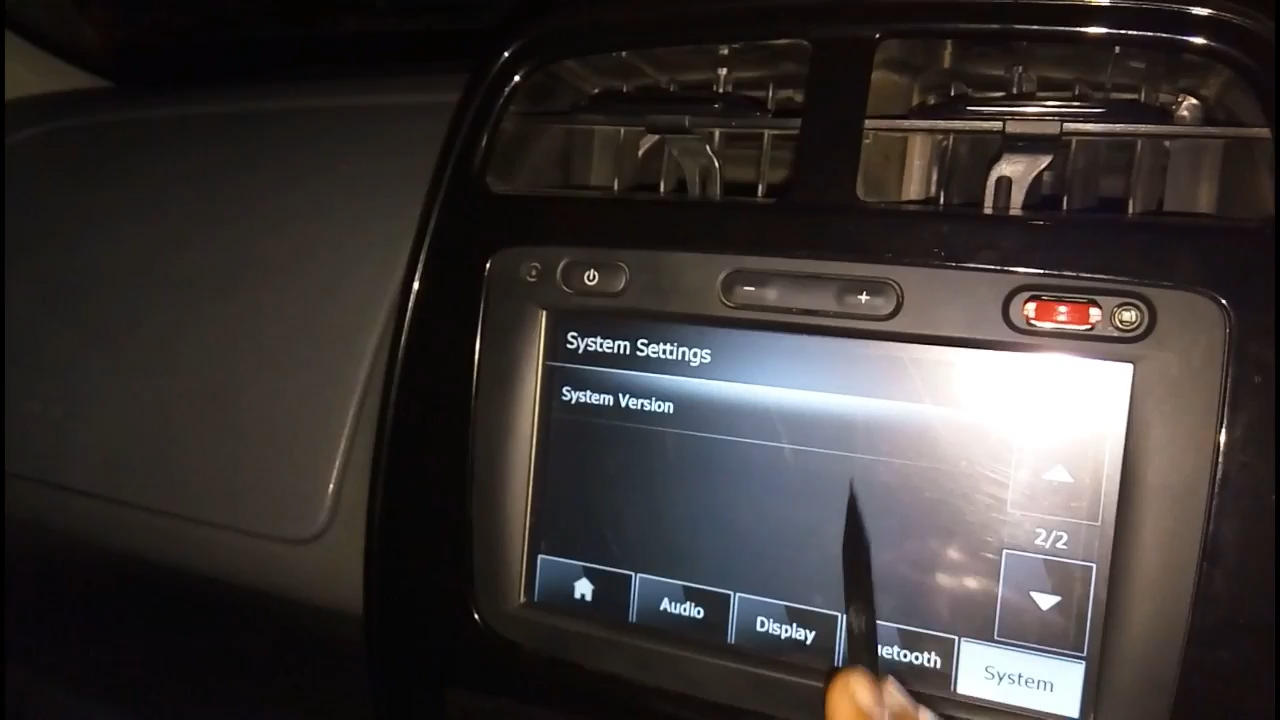 System Settings
System Version
2/2
Audio
Display
uetooth
System